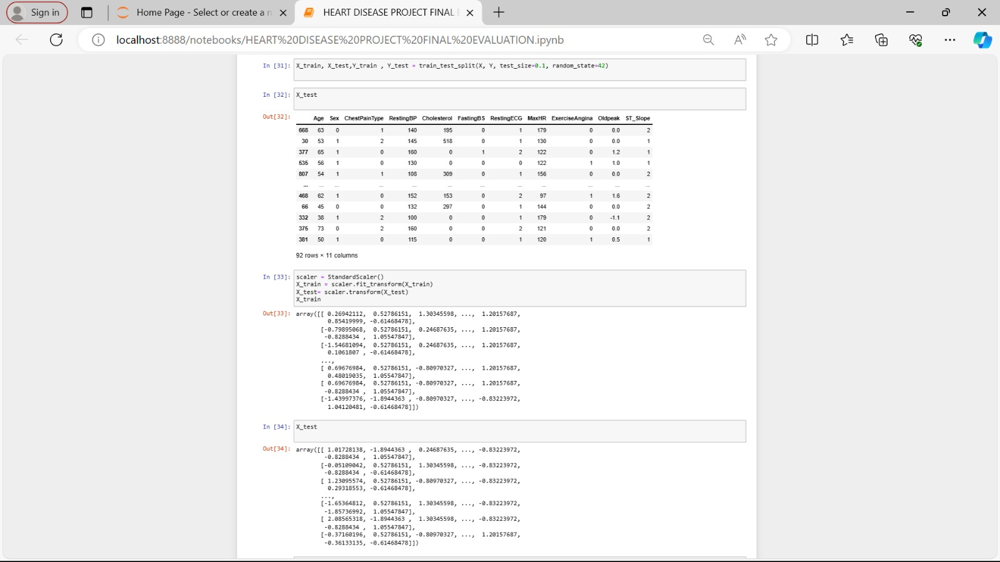 Sign in
Home Page - Select or create a n
HEART DISEASE PROJECT FINAL
localhost:8888/notebooks/HEART%20DISEASE%20PROJECT%20FINAL%20EVALUATION.ipynb
In [31]: X_train, X_test,Y_train , Y_test = train_test_split(X, Y, test_size=0.1, random_state=42)
In [32]: X_test
Out[32]:
Age Sex ChestPainType RestingBP Cholesterol FastingBS RestingECG MaxHR ExerciseAngina Oldpeak ST_Slope
668 63 0 1 140 195 0 1 179 0 0.0 2
30 53 1 2 145 518 0 1 130 0 0.0 1
377 65 1 0 160 0 1 2 122 0 1.2 1
535 56 1 0 130 0 0 0 122 1 1.0 1
807 54 1 1 108 309 0 1 156 0 0.0 2
... ... ... ... ... ... ... ... ... ... ... ...
468 62 1 0 152 153 0 2 97 1 1.6 2
66 45 0 0 132 297 0 1 144 0 0.0 2
332 38 1 2 100 0 0 1 179 0 -1.1 2
375 73 0 2 160 0 0 2 121 0 0.0 2
381 50 1 0 115 0 0 1 120 1 0.5 1
92 rows × 11 columns
In [33]: scaler = StandardScaler()
X_train = scaler.fit_transform(X_train)
X_test= scaler.transform(X_test)
X_train
Out[33]: array([[ 0.26942112, 0.52786151, 1.30345598, ..., 1.20157687,
0.85419999, -0.61468478],
[-0.79895068, 0.52786151, 0.24687635, ..., 1.20157687,
-0.8288434 , 1.05547847],
[-1.54681094, 0.52786151, 0.24687635, ..., 1.20157687,
0.1061807 , -0.61468478],
...,
[ 0.69676984, 0.52786151, -0.80970327, ..., 1.20157687,
0.48019035, 1.05547847],
[ 0.69676984, 0.52786151, -0.80970327, ..., 1.20157687,
-0.8288434 , 1.05547847],
[-1.43997376, -1.8944363 , -0.80970327, ..., -0.83223972,
1.04120481, -0.61468478]])
In [34]: X_test
Out[34]: array([[ 1.01728138, -1.8944363 , 0.24687635, ..., -0.83223972,
-0.8288434 , 1.05547847],
[-0.05109042, 0.52786151, 1.30345598, ..., -0.83223972,
-0.8288434 , -0.61468478],
[ 1.23095574, 0.52786151, -0.80970327, ..., -0.83223972,
0.29318553, -0.61468478],
...,
[-1.65364812, 0.52786151, 1.30345598, ..., -0.83223972,
-1.85736992, 1.05547847],
[ 2.08565318, -1.8944363 , 1.30345598, ..., -0.83223972,
-0.8288434 , 1.05547847],
[-0.37160196, 0.52786151, -0.80970327, ..., 1.20157687,
-0.36133135, -0.61468478]])